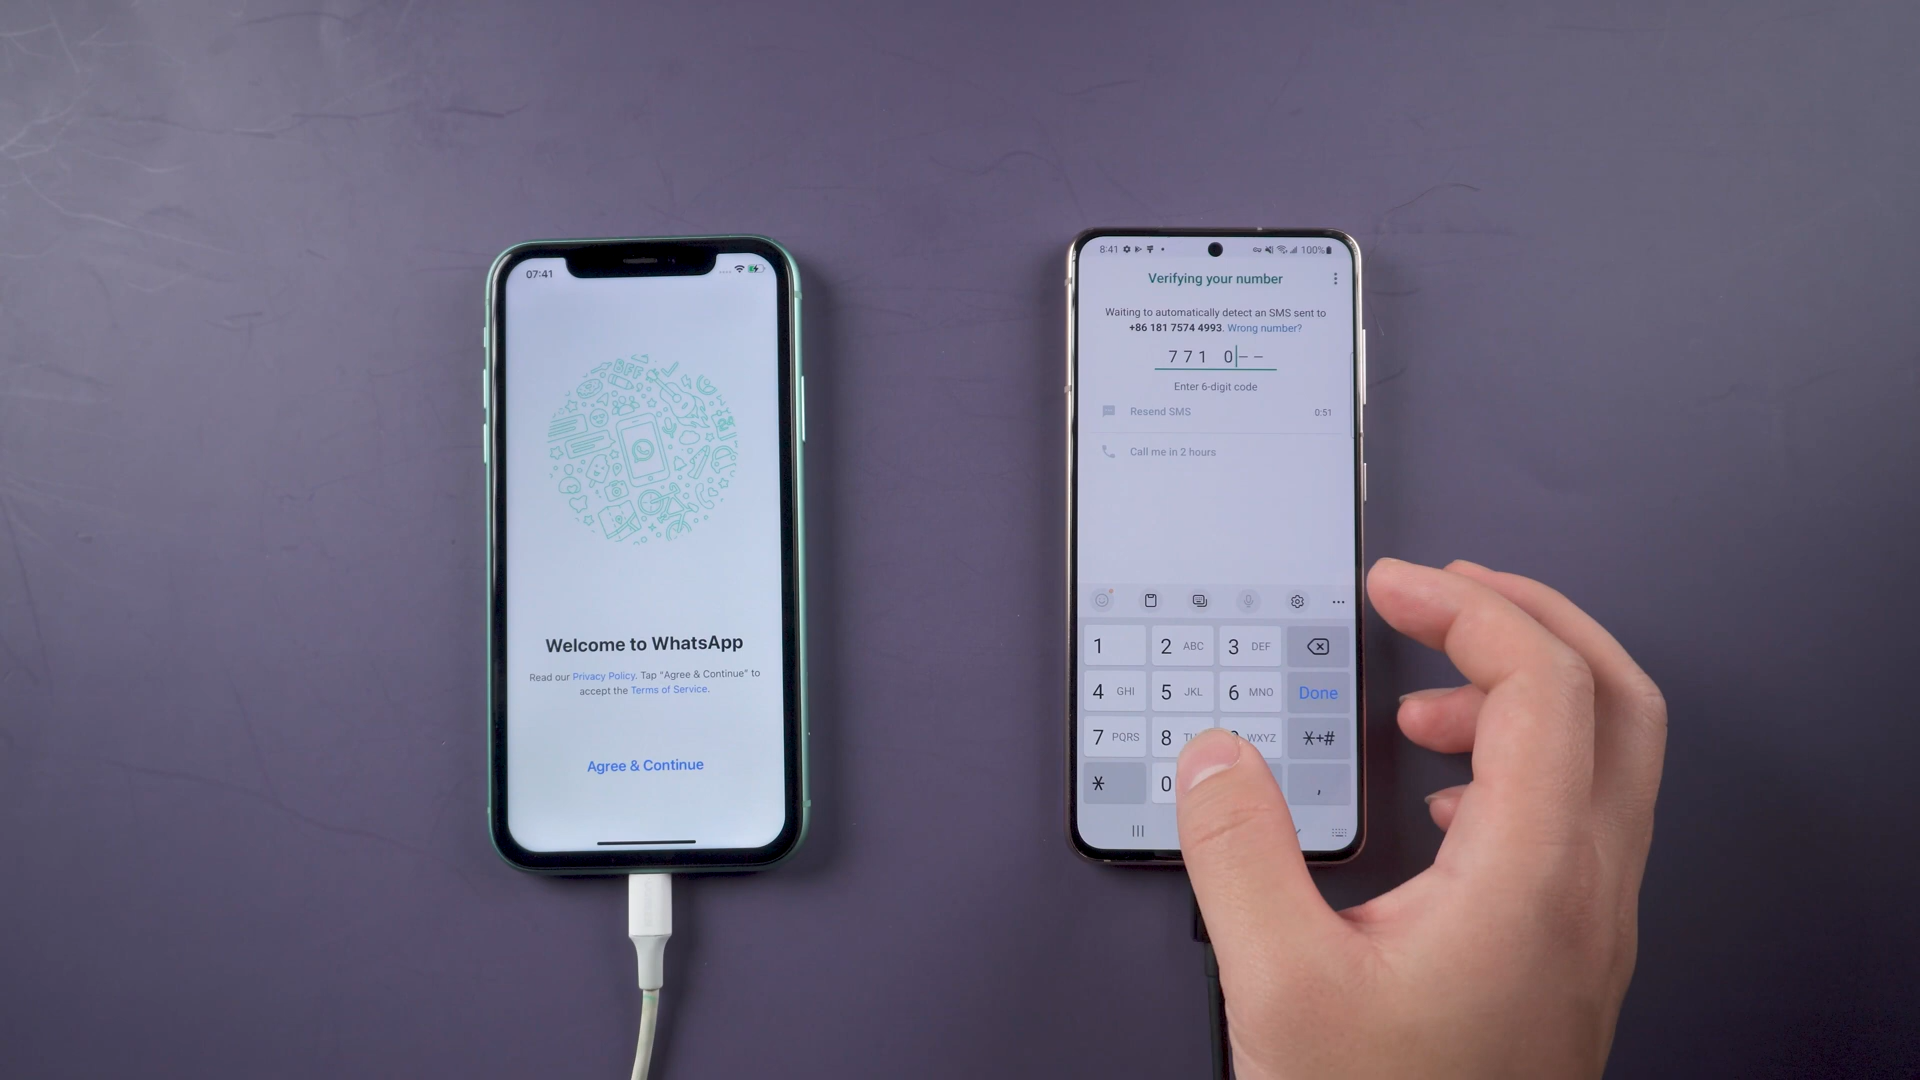 07:41
Welcome to WhatsApp
Read our Privacy Policy. Tap "Agree & Continue" to
accept the Terms of Service.
Agree & Continue
8:41
100%
Verifying your number
Waiting to automatically detect an SMS sent to
+86 181 7574 4993. Wrong number?
771 0––
Enter 6-digit code
Resend SMS 0:51
Call me in 2 hours
1 2 ABC 3 DEF
4 GHI 5 JKL 6 MNO Done
7 PQRS 8 WXYZ *+#
* 0 ,